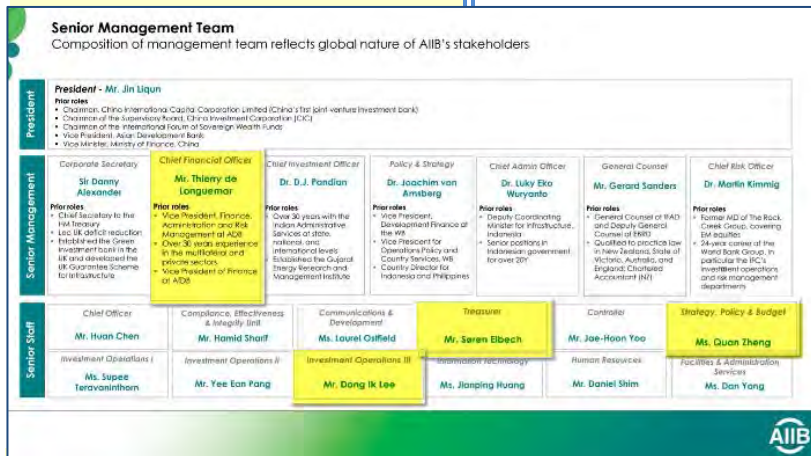 Senior Management Team
Composition of management team reflects global nature of AIIB's stakeholders
President
President - Mr. Jin Liqun
Prior roles
• Chairman, China International Capital Corporation Limited (China's first joint-venture investment bank)
• Chairman of the Supervisory Board, China Investment Corporation (CIC)
• Chairman of the International Forum of Sovereign Wealth Funds
• Vice President, Asian Development Bank
• Vice Minister, Ministry of Finance, China
Senior Management
Corporate Secretary
Sir Danny
Alexander
Prior roles
• Chief Secretary to the
HM Treasury
• Led UK deficit reduction
• Established the Green
Investment bank in the
UK and developed the
UK Guarantee Scheme
for Infrastructure
Chief Financial Officer
Mr. Thierry de
Longuemar
Prior roles
• Vice President, Finance,
Administration and Risk
Management at ADB
• Over 30 years experience
in the multilateral and
private sectors
• Vice President of Finance
at AfDB
Chief Investment Officer
Dr. D.J. Pandian
Prior roles
• Over 30 years with the
Indian Administrative
Services at state,
national, and
international levels
• Established the Gujarat
Energy Research and
Management Institute
Policy & Strategy
Dr. Joachim von
Amsberg
Prior roles
• Vice President,
Development Finance at
the WB
• Vice President for
Operations Policy and
Country Services, WB
• Country Director for
Indonesia and Philippines
Chief Admin Officer
Dr. Luky Eko
Wuryanto
Prior roles
• Deputy Coordinating
Minister for Infrastructure,
Indonesia
• Senior positions in
Indonesian government
for over 20Y
General Counsel
Mr. Gerard Sanders
Prior roles
• General Counsel of IFAD
and Deputy General
Counsel of EBRD
• Qualified to practice law
in New Zealand, State of
Victoria, Australia, and
England; Chartered
Accountant (NZ)
Chief Risk Officer
Dr. Martin Kimmig
Prior roles
• Former MD of The Rock
Creek Group, covering
EM equities
• 24-year career at the
World Bank Group, in
particular the IFC's
investment operations
and risk management
departments
Senior Staff
Chief Officer
Mr. Huan Chen
Compliance, Effectiveness
& Integrity Unit
Mr. Hamid Sharif
Communications &
Development
Ms. Laurel Ostfield
Treasurer
Mr. Søren Elbech
Controller
Mr. Jae-Hoon Yoo
Strategy, Policy & Budget
Ms. Quan Zheng
Investment Operations I
Ms. Supee
Teravaninthorn
Investment Operations II
Mr. Yee Ean Pang
Investment Operations III
Mr. Dong Ik Lee
Information Technology
Ms. Jianping Huang
Human Resources
Mr. Daniel Shim
Facilities & Administration
Services
Ms. Dan Yang
AIIB